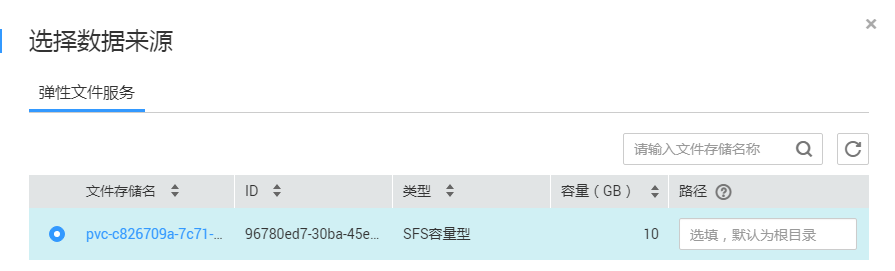 选择数据来源
弹性文件服务
请输入文件存储名称
文件存储名 ID 类型 容量（GB） 路径
pvc-c826709a-7c71-... 96780ed7-30ba-45e... SFS容量型 10 选填，默认为根目录